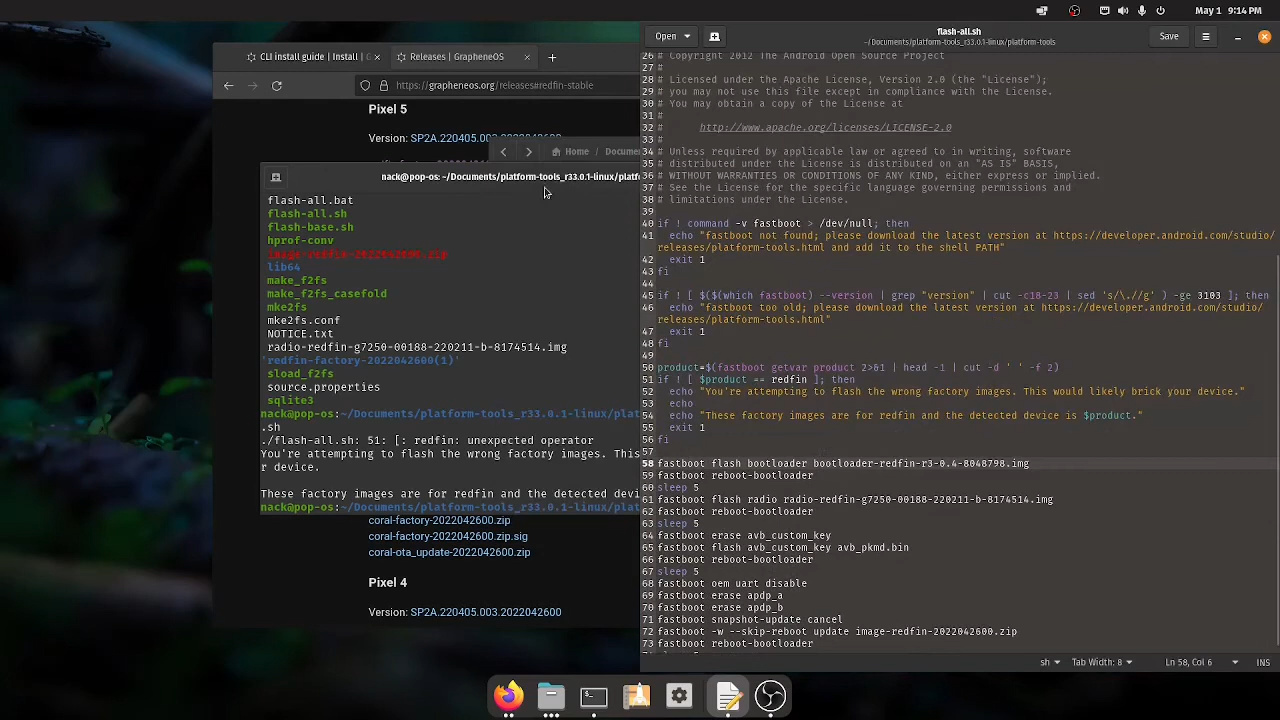 May 1 9:14 PM
CLI install guide | Install | G
Releases | GrapheneOS
https://grapheneos.org/releases#redfin-stable
Pixel 5
Version: SP2A.220405.003.2022042600
Home / Docume
nack@pop-os: ~/Documents/platform-tools_r33.0.1-linux/platf
flash-all.bat
flash-all.sh
flash-base.sh
hprof-conv
image-redfin-2022042600.zip
lib64
make_f2fs
make_f2fs_casefold
mke2fs
mke2fs.conf
NOTICE.txt
radio-redfin-g7250-00188-220211-b-8174514.img
'redfin-factory-2022042600(1)'
sload_f2fs
source.properties
sqlite3
nack@pop-os:~/Documents/platform-tools_r33.0.1-linux/plat
.sh
./flash-all.sh: 51: [: redfin: unexpected operator
You're attempting to flash the wrong factory images. This
r device.
These factory images are for redfin and the detected devi
nack@pop-os:~/Documents/platform-tools_r33.0.1-linux/plat
coral-factory-2022042600.zip
coral-factory-2022042600.zip.sig
coral-ota_update-2022042600.zip
Pixel 4
Version: SP2A.220405.003.2022042600
Open
flash-all.sh
~/Documents/platform-tools_r33.0.1-linux/platform-tools
Save
26 # Copyright 2012 The Android Open Source Project
27 #
28 # Licensed under the Apache License, Version 2.0 (the "License");
29 # you may not use this file except in compliance with the License.
30 # You may obtain a copy of the License at
31 #
32 # http://www.apache.org/licenses/LICENSE-2.0
33 #
34 # Unless required by applicable law or agreed to in writing, software
35 # distributed under the License is distributed on an "AS IS" BASIS,
36 # WITHOUT WARRANTIES OR CONDITIONS OF ANY KIND, either express or implied.
37 # See the License for the specific language governing permissions and
38 # limitations under the License.
39
40 if ! command -v fastboot > /dev/null; then
41 echo "fastboot not found; please download the latest version at https://developer.android.com/studio/
releases/platform-tools.html and add it to the shell PATH"
42 exit 1
43 fi
44
45 if ! [ $($(which fastboot) --version | grep "version" | cut -c18-23 | sed 's/\.//g' ) -ge 3103 ]; then
46 echo "fastboot too old; please download the latest version at https://developer.android.com/studio/
releases/platform-tools.html"
47 exit 1
48 fi
49
50 product=$(fastboot getvar product 2>&1 | head -1 | cut -d ' ' -f 2)
51 if ! [ $product == redfin ]; then
52 echo "You're attempting to flash the wrong factory images. This would likely brick your device."
53 echo
54 echo "These factory images are for redfin and the detected device is $product."
55 exit 1
56 fi
57
58 fastboot flash bootloader bootloader-redfin-r3-0.4-8048798.img
59 fastboot reboot-bootloader
60 sleep 5
61 fastboot flash radio radio-redfin-g7250-00188-220211-b-8174514.img
62 fastboot reboot-bootloader
63 sleep 5
64 fastboot erase avb_custom_key
65 fastboot flash avb_custom_key avb_pkmd.bin
66 fastboot reboot-bootloader
67 sleep 5
68 fastboot oem uart disable
69 fastboot erase apdp_a
70 fastboot erase apdp_b
71 fastboot snapshot-update cancel
72 fastboot -w --skip-reboot update image-redfin-2022042600.zip
73 fastboot reboot-bootloader
sh
Tab Width: 8
Ln 58, Col 6
INS